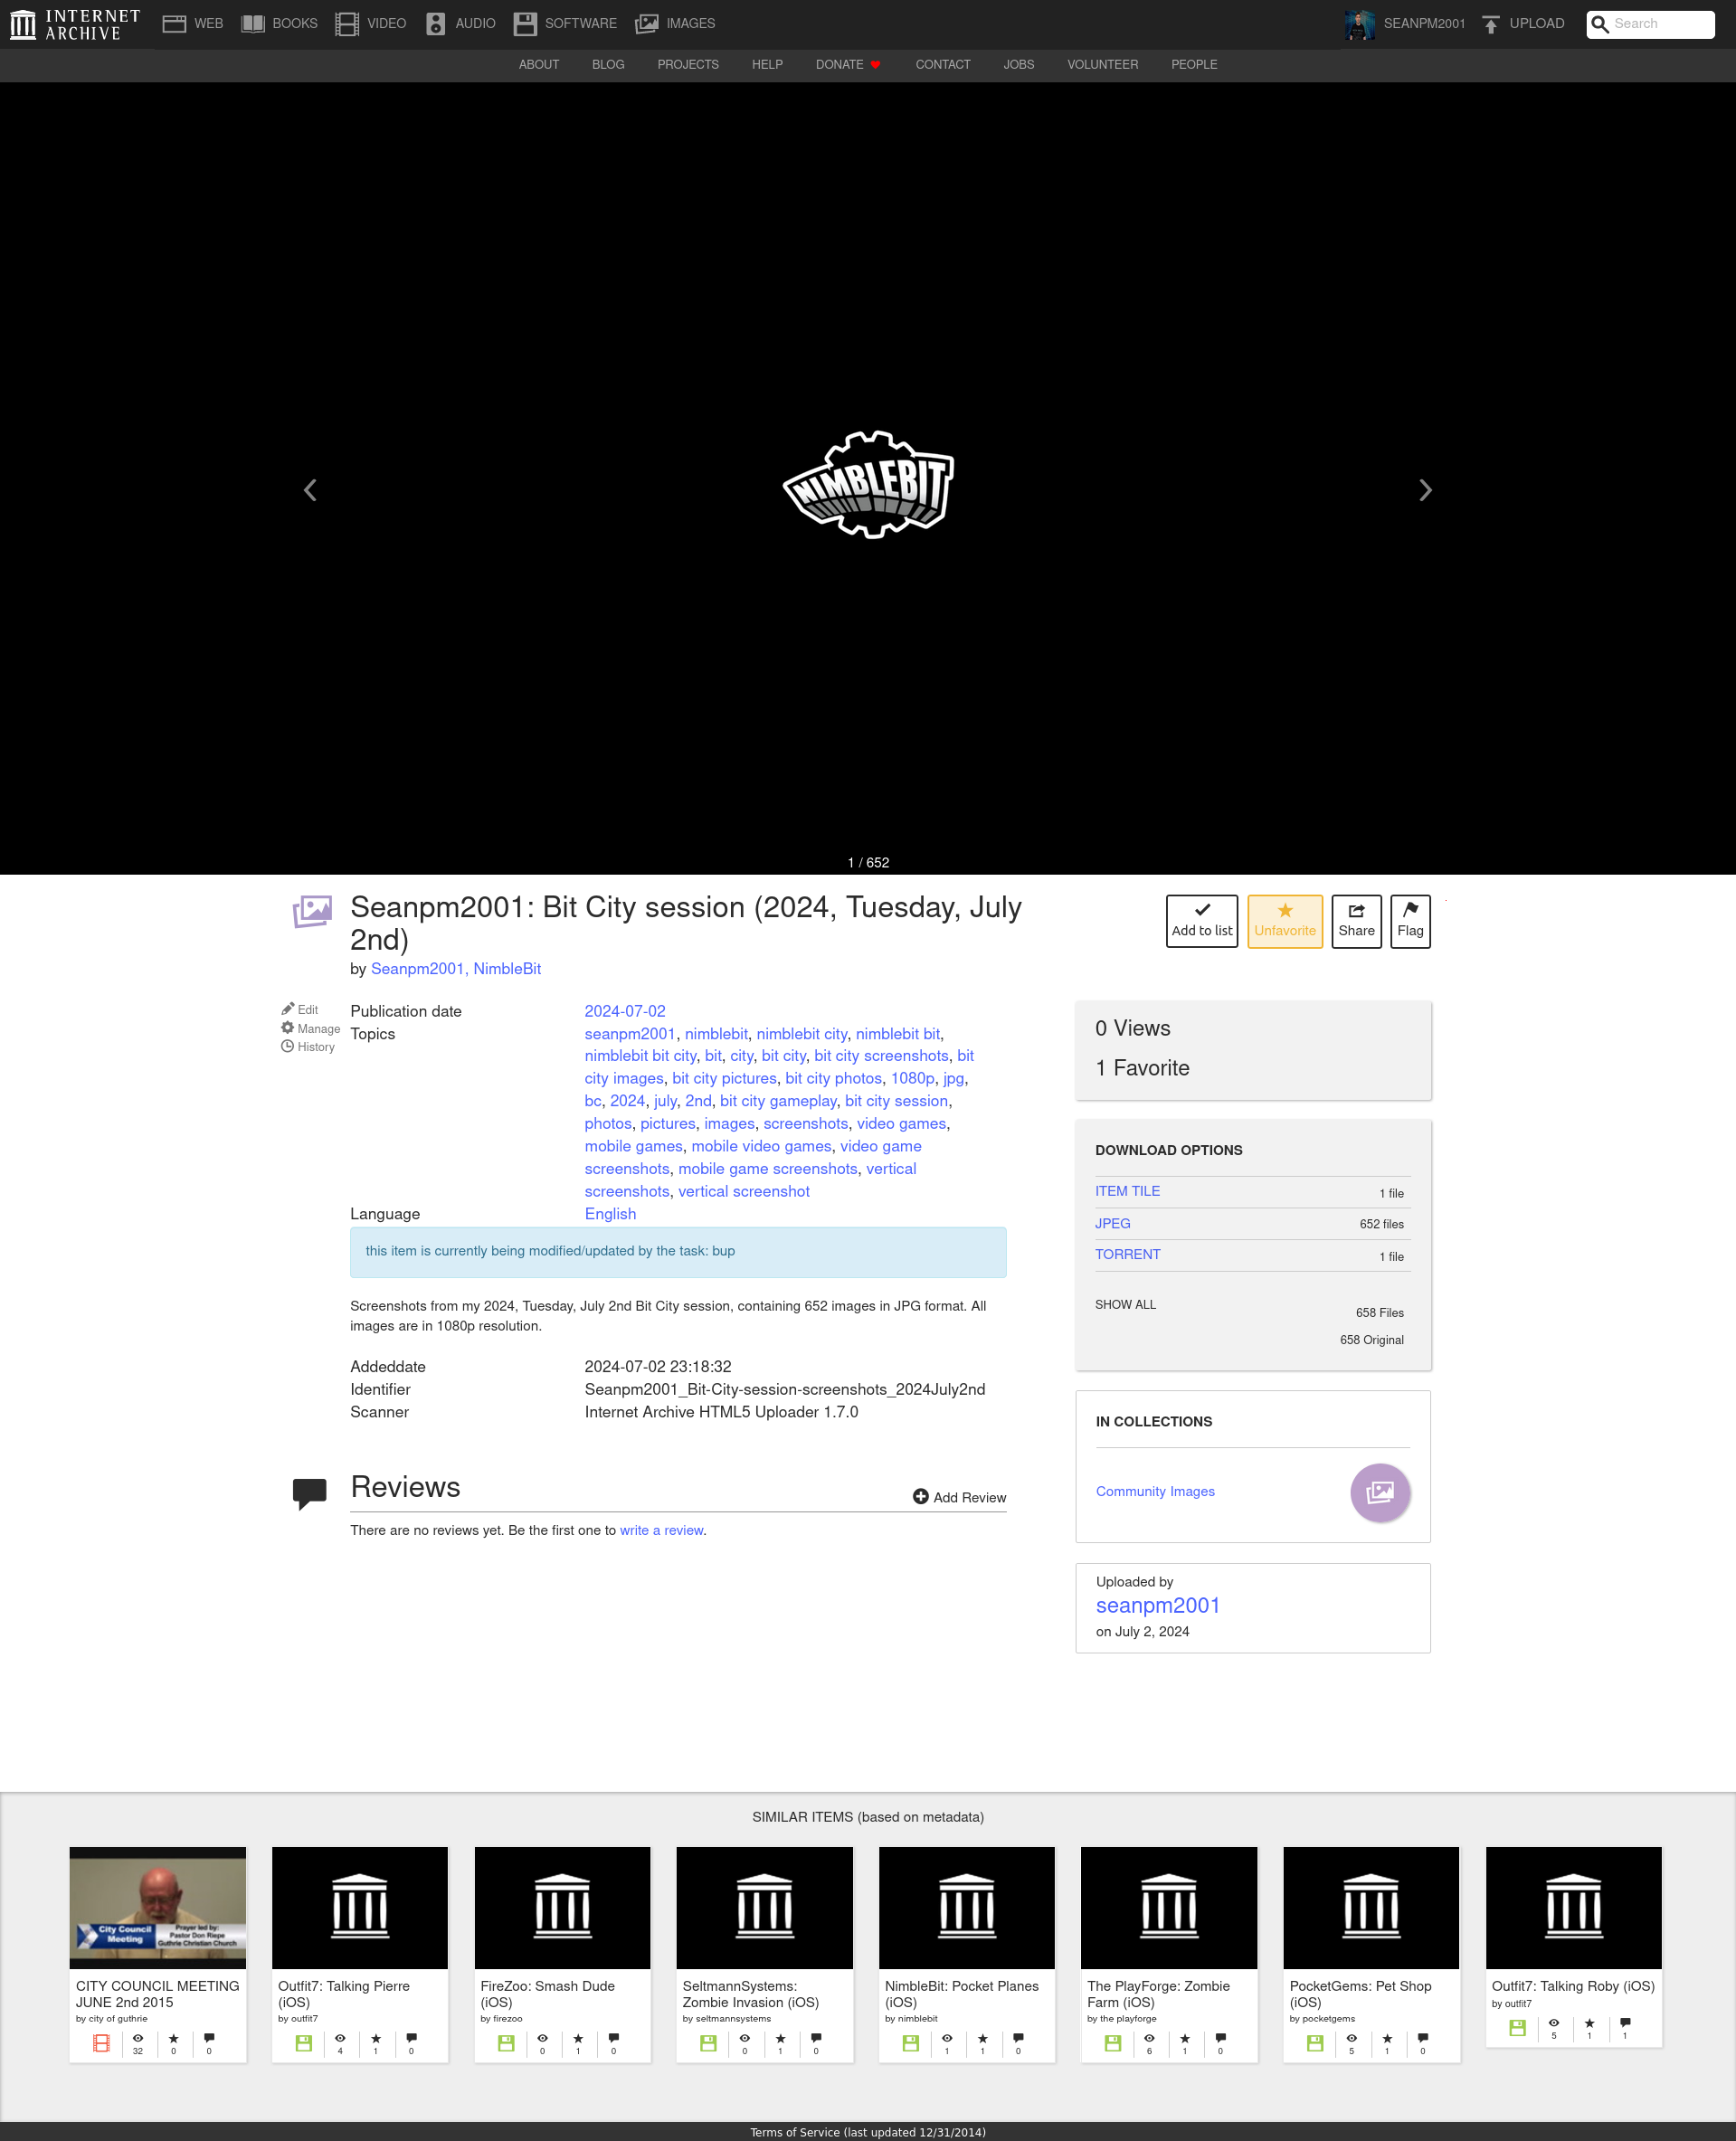 INTERNET ARCHIVE WEB BOOKS VIDEO AUDIO SOFTWARE IMAGES SEANPM2001 UPLOAD Search
ABOUT BLOG PROJECTS HELP DONATE CONTACT JOBS VOLUNTEER PEOPLE
NIMBLEBIT
1 / 652
Seanpm2001: Bit City session (2024, Tuesday, July
2nd)
by Seanpm2001, NimbleBit
Add to list
Unfavorite
Share
Flag
Edit
Manage
History
Publication date 2024-07-02
Topics seanpm2001, nimblebit, nimblebit city, nimblebit bit,
nimblebit bit city, bit, city, bit city, bit city screenshots, bit
city images, bit city pictures, bit city photos, 1080p, jpg,
bc, 2024, july, 2nd, bit city gameplay, bit city session,
photos, pictures, images, screenshots, video games,
mobile games, mobile video games, video game
screenshots, mobile game screenshots, vertical
screenshots, vertical screenshot
Language English
this item is currently being modified/updated by the task: bup
Screenshots from my 2024, Tuesday, July 2nd Bit City session, containing 652 images in JPG format. All
images are in 1080p resolution.
Addeddate 2024-07-02 23:18:32
Identifier Seanpm2001_Bit-City-session-screenshots_2024July2nd
Scanner Internet Archive HTML5 Uploader 1.7.0
Reviews
Add Review
There are no reviews yet. Be the first one to write a review.
0 Views
1 Favorite
DOWNLOAD OPTIONS
ITEM TILE 1 file
JPEG 652 files
TORRENT 1 file
SHOW ALL 658 Files
658 Original
IN COLLECTIONS
Community Images
Uploaded by
seanpm2001
on July 2, 2024
SIMILAR ITEMS (based on metadata)
City Council
Meeting
Prayer led by:
Pastor Don Riepe
Guthrie Christian Church
CITY COUNCIL MEETING
JUNE 2nd 2015
by city of guthrie
32 0 0
Outfit7: Talking Pierre
(iOS)
by outfit7
4 1 0
FireZoo: Smash Dude
(iOS)
by firezoo
0 1 0
SeltmannSystems:
Zombie Invasion (iOS)
by seltmannsystems
0 1 0
NimbleBit: Pocket Planes
(iOS)
by nimblebit
1 1 0
The PlayForge: Zombie
Farm (iOS)
by the playforge
6 1 0
PocketGems: Pet Shop
(iOS)
by pocketgems
5 1 0
Outfit7: Talking Roby (iOS)
by outfit7
5 1 1
Terms of Service (last updated 12/31/2014)